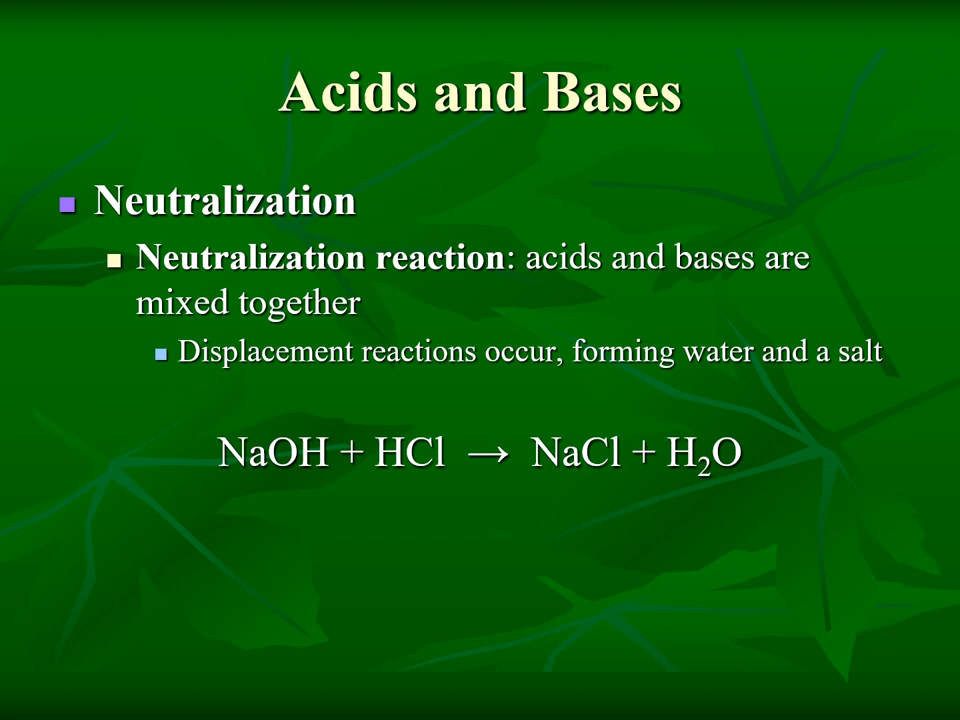 Acids and Bases
Neutralization
Neutralization reaction: acids and bases are
mixed together
Displacement reactions occur, forming water and a salt
NaOH + HCl → NaCl + H₂O